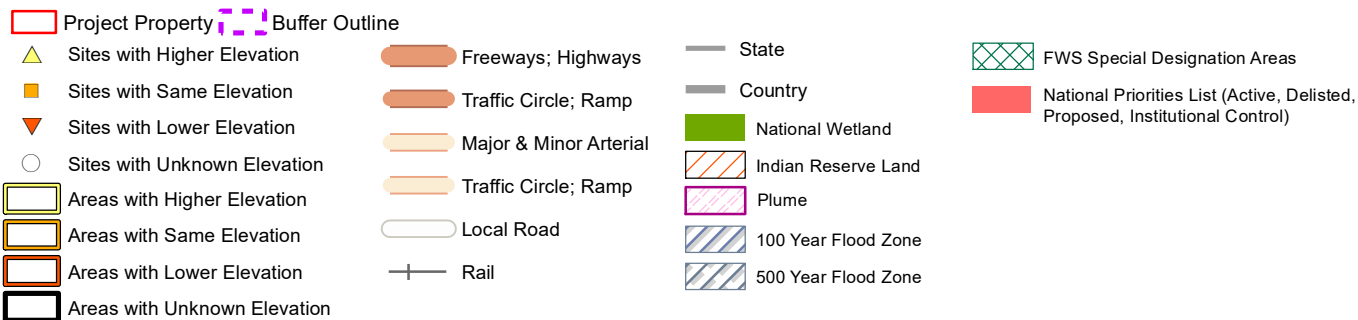 Project Property
Buffer Outline
Sites with Higher Elevation
Sites with Same Elevation
Sites with Lower Elevation
Sites with Unknown Elevation
Areas with Higher Elevation
Areas with Same Elevation
Areas with Lower Elevation
Areas with Unknown Elevation
Freeways; Highways
Traffic Circle; Ramp
Major & Minor Arterial
Traffic Circle; Ramp
Local Road
Rail
State
Country
National Wetland
Indian Reserve Land
Plume
100 Year Flood Zone
500 Year Flood Zone
FWS Special Designation Areas
National Priorities List (Active, Delisted,
Proposed, Institutional Control)